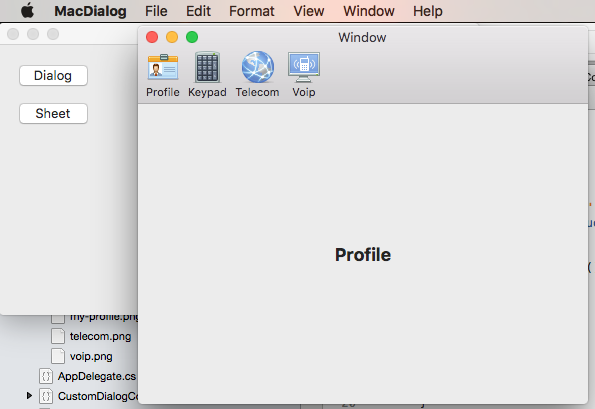 MacDialog File Edit Format View Window Help
Window
Dialog
Sheet
Profile Keypad Telecom Voip
Profile
my-profile.png
telecom.png
voip.png
AppDelegate.cs